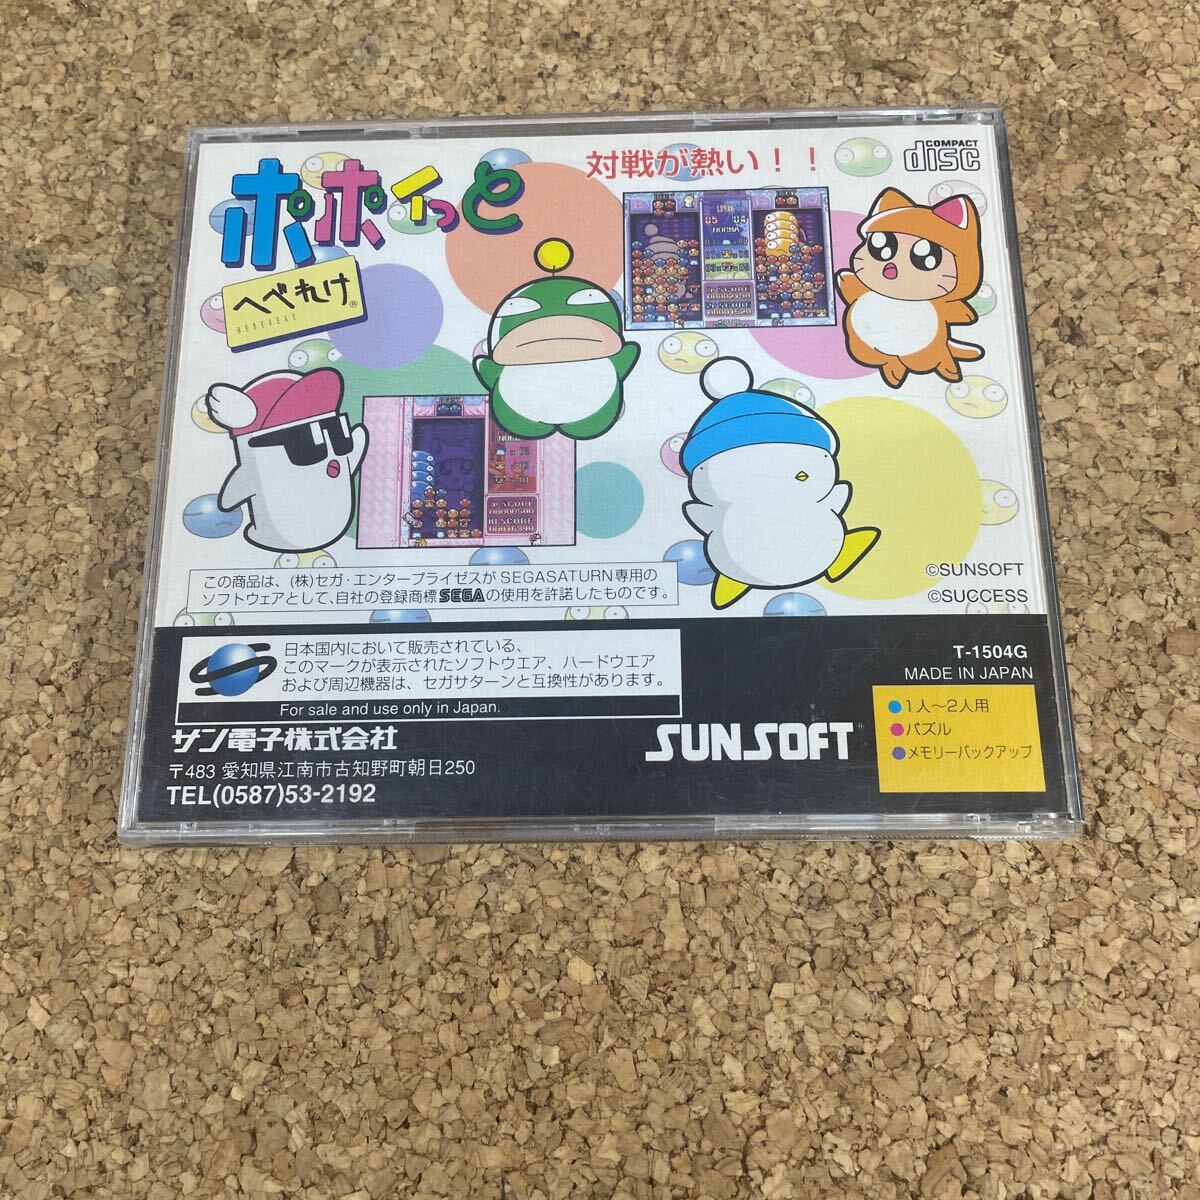 ポポイっと
へべれけ®
HEBEREKE
対戦が熱い！！
COMPACT
disc
NORMA
P SCORE
HI SCORE
この商品は、(株)セガ・エンタープライゼスが SEGASATURN専用の
ソフトウェアとして、自社の登録商標SEGAの使用を許諾したものです。
©SUNSOFT
©SUCCESS
日本国内において販売されている、
このマークが表示されたソフトウエア、ハードウエア
および周辺機器は、セガサターンと互換性があります。
For sale and use only in Japan.
T-1504G
MADE IN JAPAN
●1人～2人用
●パズル
●メモリーバックアップ
サン電子株式会社
〒483 愛知県江南市古知野町朝日250
TEL(0587)53-2192
SUNSOFT®